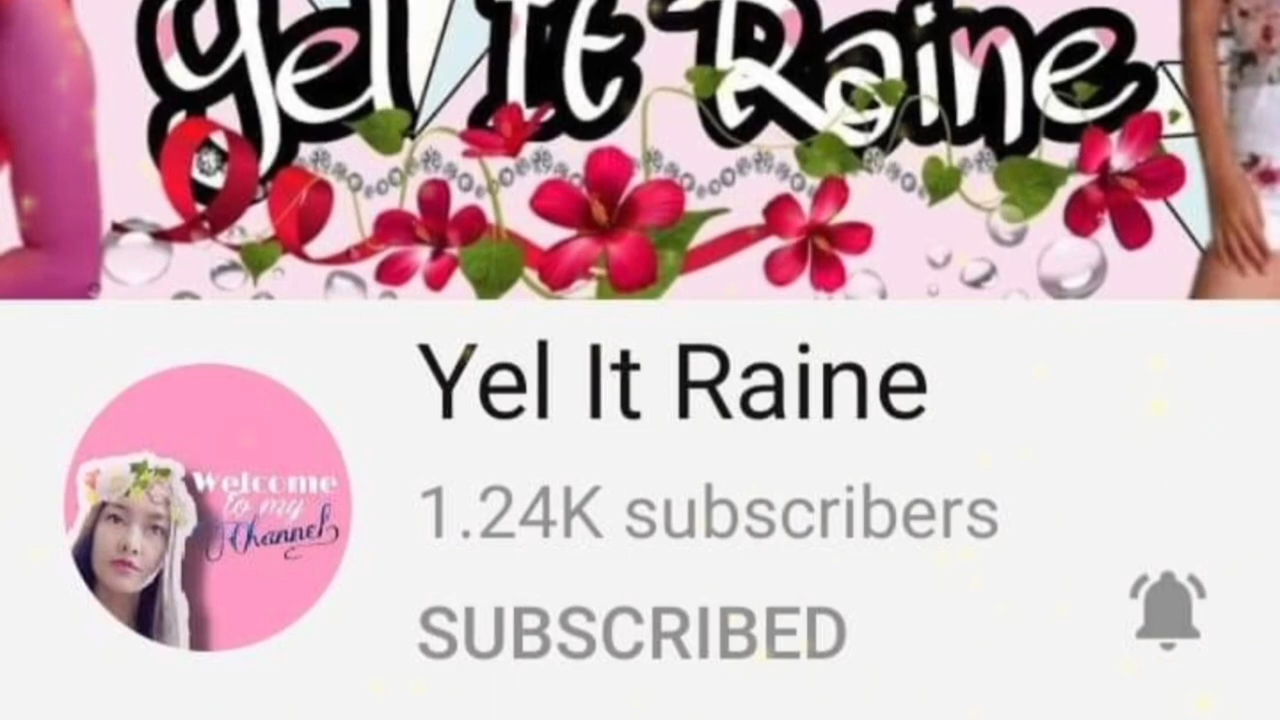 Yel It Raine
Yel It Raine
Welcome
to my
Channel
1.24K subscribers
SUBSCRIBED